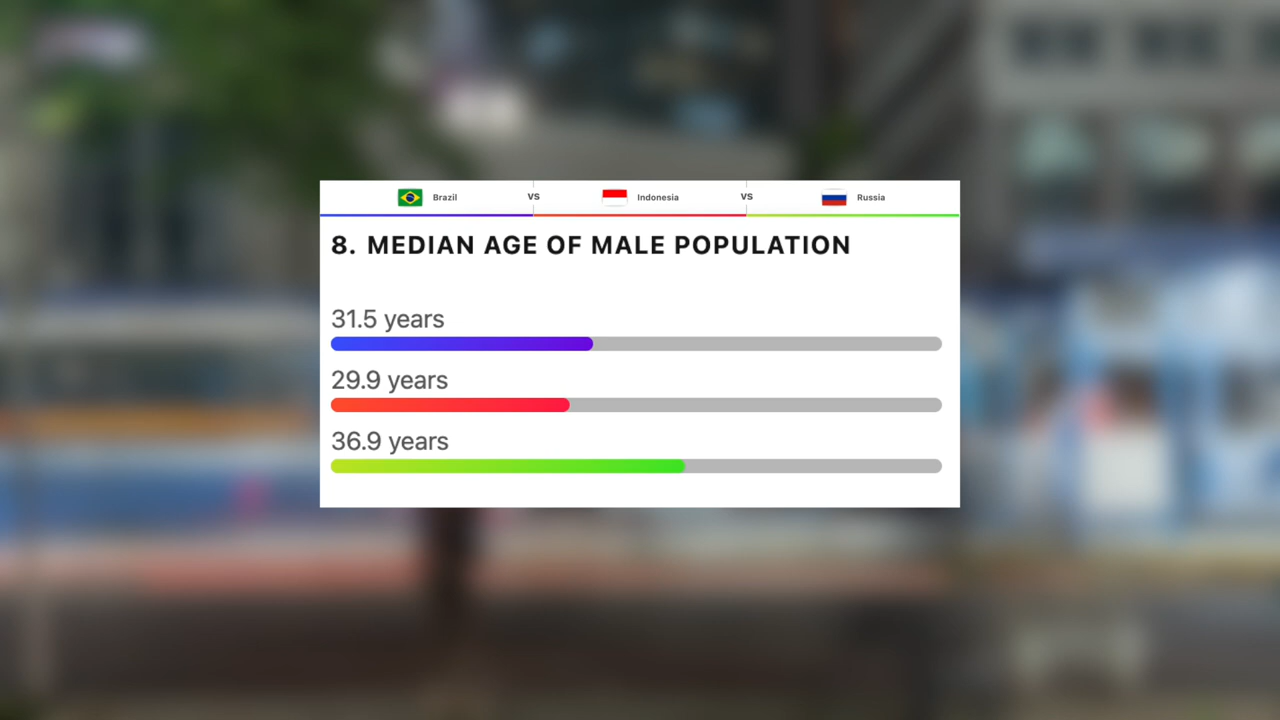 Brazil VS Indonesia VS Russia
8. MEDIAN AGE OF MALE POPULATION
31.5 years
29.9 years
36.9 years